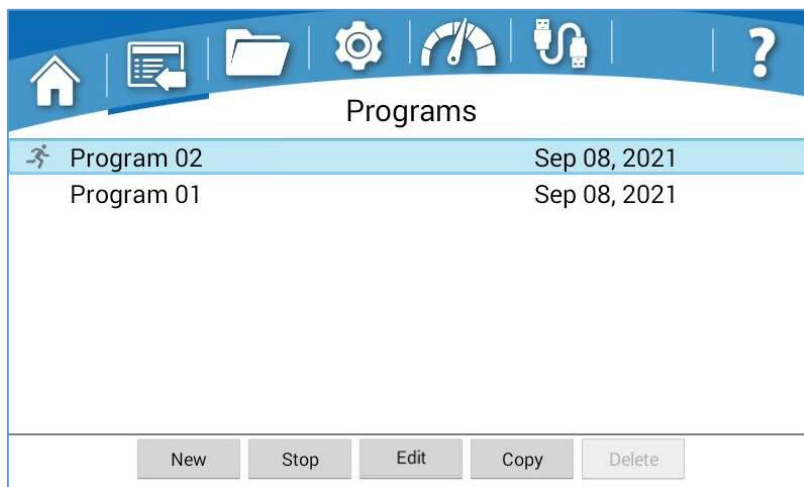 Programs
Program 02 Sep 08, 2021
Program 01 Sep 08, 2021
New Stop Edit Copy Delete